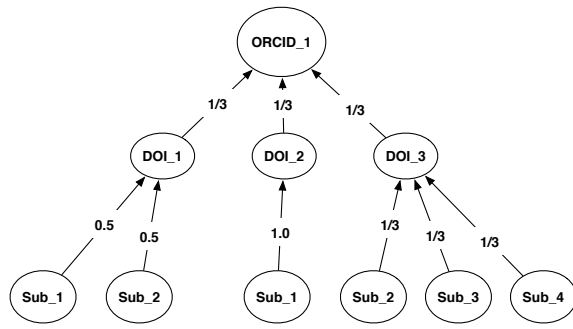 ORCID_1
1/3 1/3 1/3
DOI_1 DOI_2 DOI_3
0.5 0.5 1.0 1/3 1/3 1/3
Sub_1 Sub_2 Sub_1 Sub_2 Sub_3 Sub_4